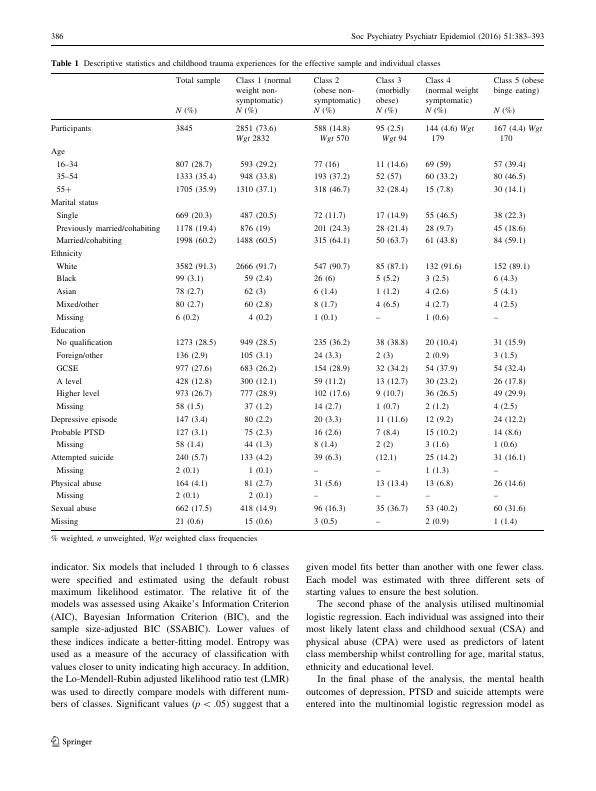 386 Soc Psychiatry Psychiatr Epidemiol (2016) 51:383–393
Table 1 Descriptive statistics and childhood trauma experiences for the effective sample and individual classes
Total sample Class 1 (normal Class 2 Class 3 Class 4 Class 5 (obese
weight non- (obese non- (morbidly (normal weight binge eating)
symptomatic) symptomatic) obese) symptomatic)
N (%) N (%) N (%) N (%) N (%) N (%)
Participants 3845 2851 (73.6) 588 (14.8) 95 (2.5) 144 (4.6) Wgt 167 (4.4) Wgt
Wgt 2832 Wgt 570 Wgt 94 179 170
Age
16–34 807 (28.7) 593 (29.2) 77 (16) 11 (14.6) 69 (59) 57 (39.4)
35–54 1333 (35.4) 948 (33.8) 193 (37.2) 52 (57) 60 (33.2) 80 (46.5)
55+ 1705 (35.9) 1310 (37.1) 318 (46.7) 32 (28.4) 15 (7.8) 30 (14.1)
Marital status
Single 669 (20.3) 487 (20.5) 72 (11.7) 17 (14.9) 55 (46.5) 38 (22.3)
Previously married/cohabiting 1178 (19.4) 876 (19) 201 (24.3) 28 (21.4) 28 (9.7) 45 (18.6)
Married/cohabiting 1998 (60.2) 1488 (60.5) 315 (64.1) 50 (63.7) 61 (43.8) 84 (59.1)
Ethnicity
White 3582 (91.3) 2666 (91.7) 547 (90.7) 85 (87.1) 132 (91.6) 152 (89.1)
Black 99 (3.1) 59 (2.4) 26 (6) 5 (5.2) 3 (2.5) 6 (4.3)
Asian 78 (2.7) 62 (3) 6 (1.4) 1 (1.2) 4 (2.6) 5 (4.1)
Mixed/other 80 (2.7) 60 (2.8) 8 (1.7) 4 (6.5) 4 (2.7) 4 (2.5)
Missing 6 (0.2) 4 (0.2) 1 (0.1) – 1 (0.6) –
Education
No qualification 1273 (28.5) 949 (28.5) 235 (36.2) 38 (38.8) 20 (10.4) 31 (15.9)
Foreign/other 136 (2.9) 105 (3.1) 24 (3.3) 2 (3) 2 (0.9) 3 (1.5)
GCSE 977 (27.6) 683 (26.2) 154 (28.9) 32 (34.2) 54 (37.9) 54 (32.4)
A level 428 (12.8) 300 (12.1) 59 (11.2) 13 (12.7) 30 (23.2) 26 (17.8)
Higher level 973 (26.7) 777 (28.9) 102 (17.6) 9 (10.7) 36 (26.5) 49 (29.9)
Missing 58 (1.5) 37 (1.2) 14 (2.7) 1 (0.7) 2 (1.2) 4 (2.5)
Depressive episode 147 (3.4) 80 (2.2) 20 (3.3) 11 (11.6) 12 (9.2) 24 (12.2)
Probable PTSD 127 (3.1) 75 (2.3) 16 (2.6) 7 (8.4) 15 (10.2) 14 (8.6)
Missing 58 (1.4) 44 (1.3) 8 (1.4) 2 (2) 3 (1.6) 1 (0.6)
Attempted suicide 240 (5.7) 133 (4.2) 39 (6.3) (12.1) 25 (14.2) 31 (16.1)
Missing 2 (0.1) 1 (0.1) – – 1 (1.3) –
Physical abuse 164 (4.1) 81 (2.7) 31 (5.6) 13 (13.4) 13 (6.8) 26 (14.6)
Missing 2 (0.1) 2 (0.1) – – – –
Sexual abuse 662 (17.5) 418 (14.9) 96 (16.3) 35 (36.7) 53 (40.2) 60 (31.6)
Missing 21 (0.6) 15 (0.6) 3 (0.5) – 2 (0.9) 1 (1.4)
% weighted, n unweighted, Wgt weighted class frequencies
indicator. Six models that included 1 through to 6 classes
were specified and estimated using the default robust
maximum likelihood estimator. The relative fit of the
models was assessed using Akaike's Information Criterion
(AIC), Bayesian Information Criterion (BIC), and the
sample size-adjusted BIC (SSABIC). Lower values of
these indices indicate a better-fitting model. Entropy was
used as a measure of the accuracy of classification with
values closer to unity indicating high accuracy. In addition,
the Lo-Mendell-Rubin adjusted likelihood ratio test (LMR)
was used to directly compare models with different num-
bers of classes. Significant values (p < .05) suggest that a
given model fits better than another with one fewer class.
Each model was estimated with three different sets of
starting values to ensure the best solution.
The second phase of the analysis utilised multinomial
logistic regression. Each individual was assigned into their
most likely latent class and childhood sexual (CSA) and
physical abuse (CPA) were used as predictors of latent
class membership whilst controlling for age, marital status,
ethnicity and educational level.
In the final phase of the analysis, the mental health
outcomes of depression, PTSD and suicide attempts were
entered into the multinomial logistic regression model as
Springer